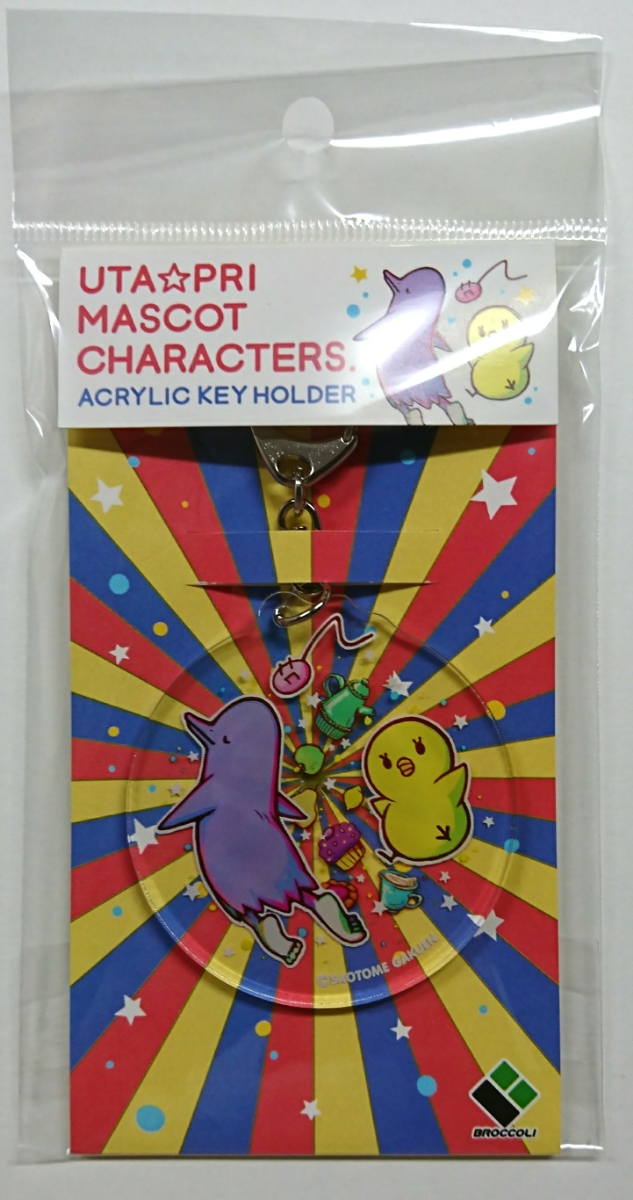 UTA☆PRI
MASCOT
CHARACTERS.
ACRYLIC KEY HOLDER
©SAOTOME GAKUEN
BROCCOLI